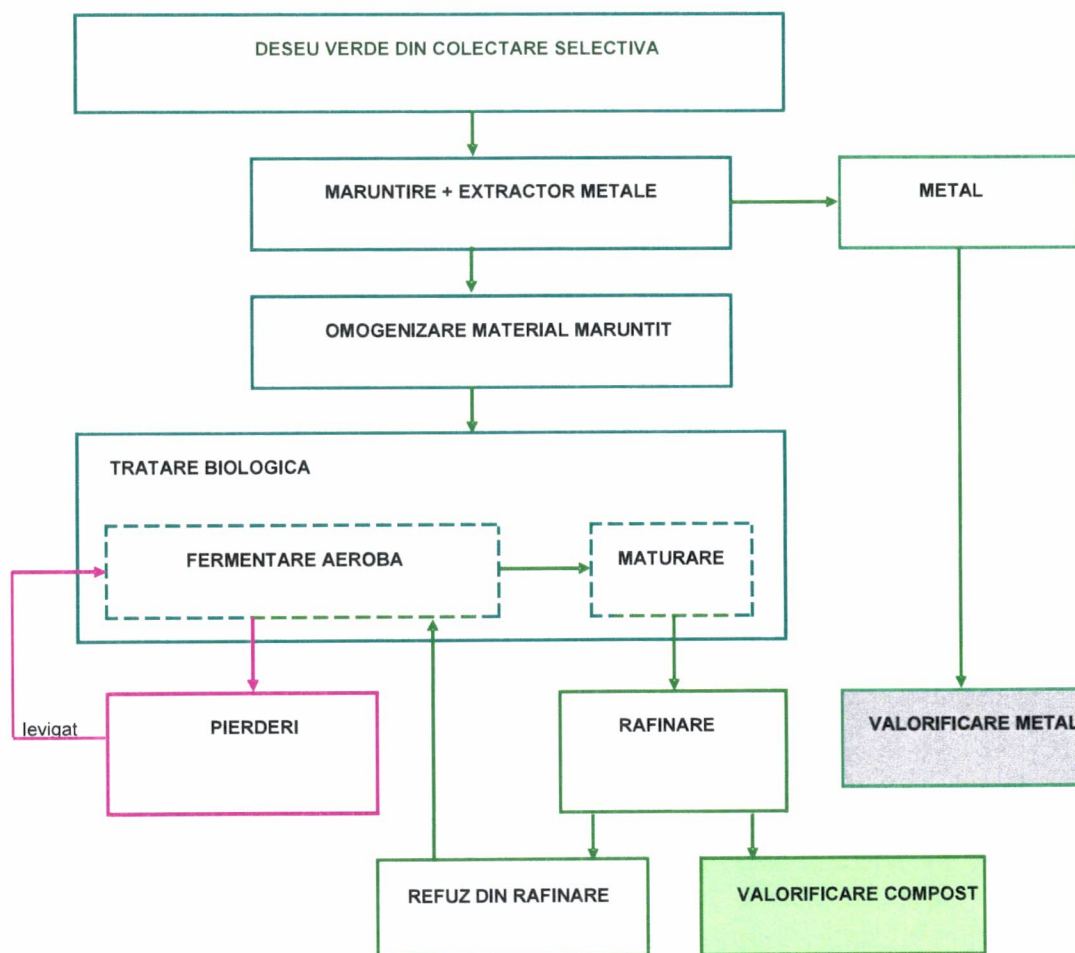 DESEU VERDE DIN COLECTARE SELECTIVA
MARUNTIRE + EXTRACTOR METALE
METAL
OMOGENIZARE MATERIAL MARUNTIT
TRATARE BIOLOGICA
FERMENTARE AEROBA
MATURARE
levigat
PIERDERI
RAFINARE
VALORIFICARE METAL
REFUZ DIN RAFINARE
VALORIFICARE COMPOST